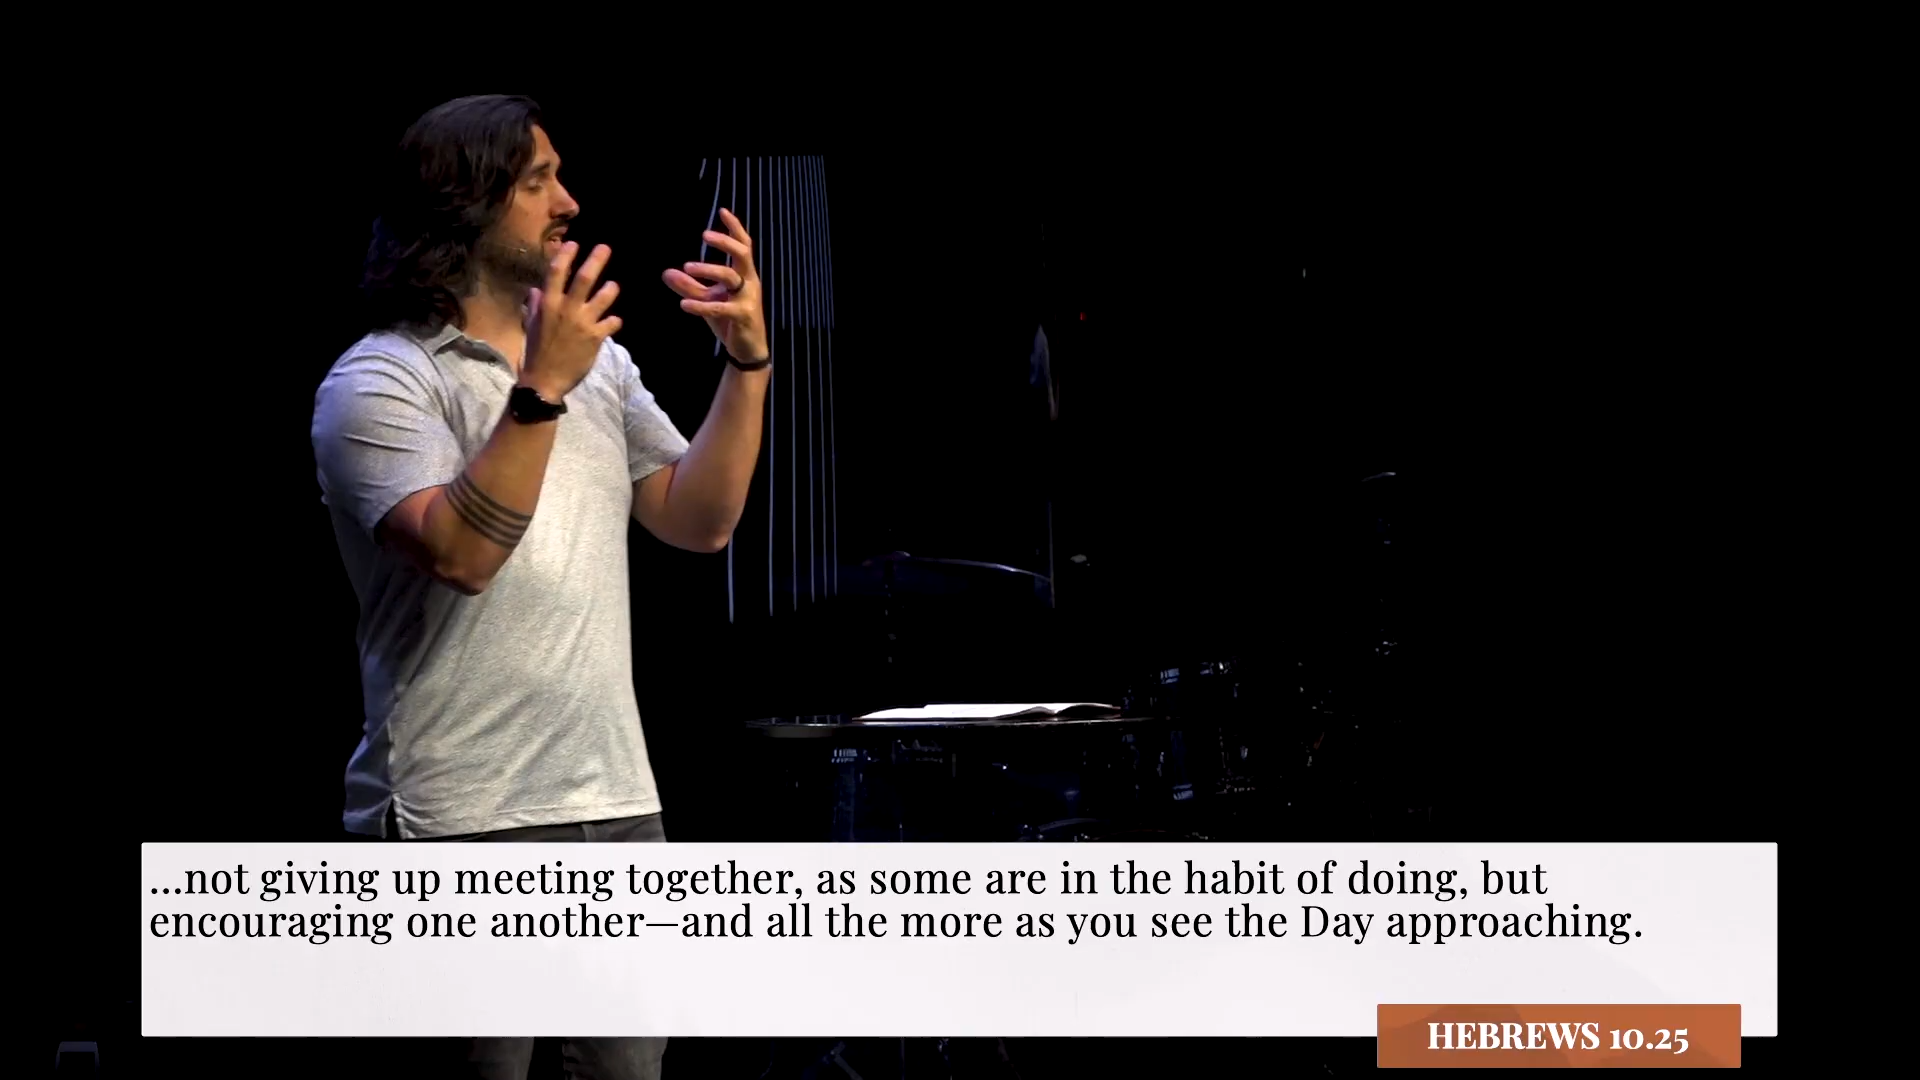 ...not giving up meeting together, as some are in the habit of doing, but
encouraging one another—and all the more as you see the Day approaching.
HEBREWS 10.25